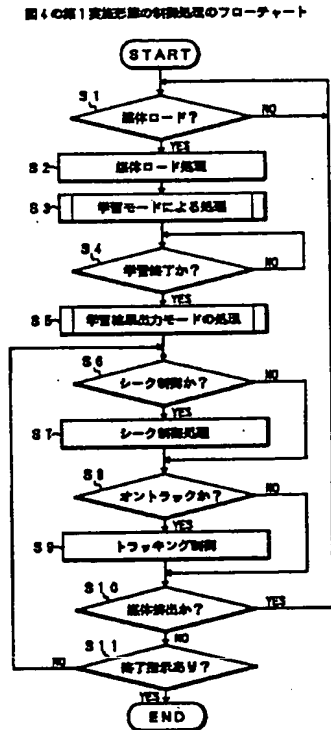 図4の第1実施形態の制御処理のフローチャート
START
S1
媒体ロード？
NO
YES
S2
媒体ロード処理
S3
学習モードによる処理
S4
学習終了か？
NO
YES
S5
学習結果出力モードの処理
S6
シーク制御か？
NO
YES
S7
シーク制御処理
S8
オントラックか？
NO
YES
S9
トラッキング制御
S10
媒体排出か？
YES
NO
S11
終了指示あり？
NO
YES
END